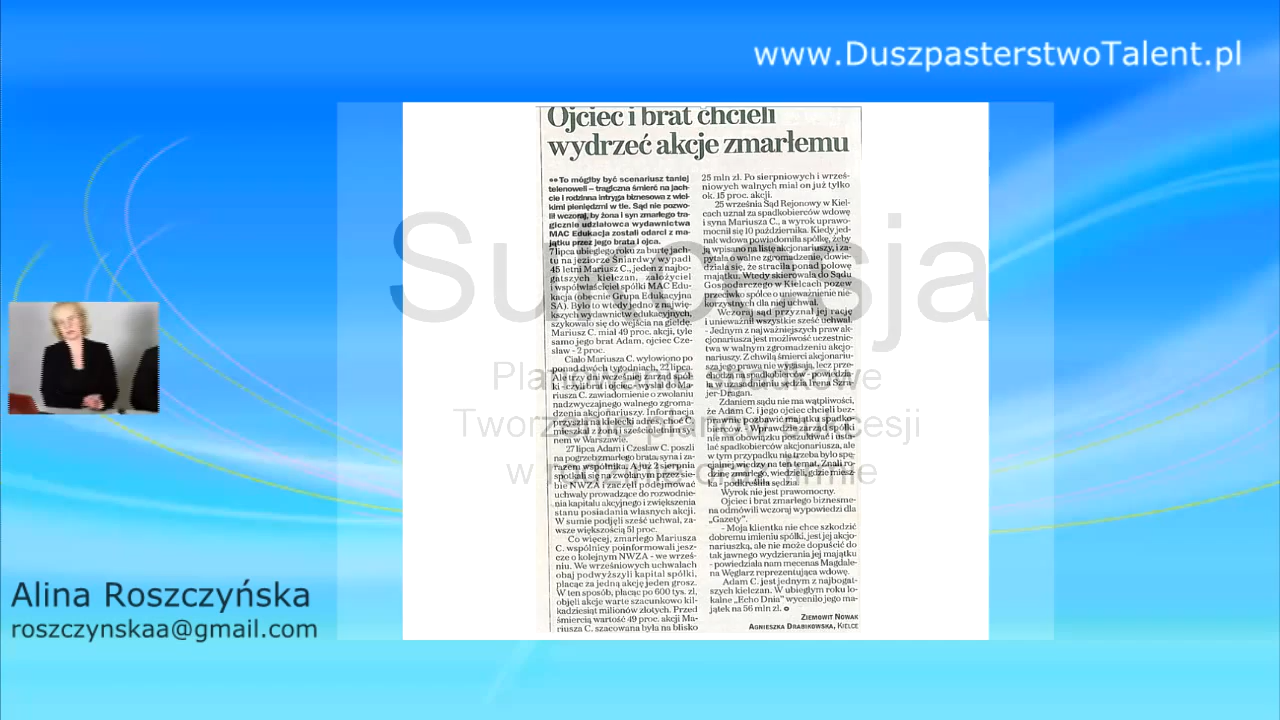 www.DuszpasterstwoTalent.pl
Ojciec i brat chcieli
wydrzeć akcje zmarłemu
•• To mógłby być scenariusz taniej
telenoweli – tragiczna śmierć na jach-
cie i rodzinna intryga biznesowa z wiel-
kimi pieniędzmi w tle. Sąd nie pozwo-
lił wczoraj, by żona i syn zmarłego tra-
gicznie udziałowca wydawnictwa
MAC Edukacja zostali odarci z ma-
jątku przez jego brata i ojca.
7 lipca ubiegłego roku za burtę jach-
tu na jeziorze Śniardwy wypadł
45 letni Mariusz C., jeden z najbo-
gatszych kielczan, założyciel
i współwłaściciel spółki MAC Edu-
kacja (obecnie Grupa Edukacyjna
SA). Było to wtedy jedno z najwię-
kszych wydawnictw edukacyjnych,
szykowało się do wejścia na giełdę.
Mariusz C. miał 49 proc. akcji, tyle
samo jego brat Adam, ojciec Cze-
sław - 2 proc.
Ciało Mariusza C. wyłowiono po
ponad dwóch tygodniach, 22 lipca.
Ale trzy dni wcześniej zarząd spół-
ki - czyli brat i ojciec - wysłał do Ma-
riusza C. zawiadomienie o zwołaniu
nadzwyczajnego walnego zgroma-
dzenia akcjonariuszy. Informacja
przyszła na kielecki adres, choć C.
mieszkał z żoną i sześcioletnim sy-
nem w Warszawie.
27 lipca Adam i Czesław C. poszli
na pogrzeb zmarłego brata, syna i za-
razem wspólnika. A już 2 sierpnia
spotkali się na zwołanym przez sie-
bie NWZA i zaczęli podejmować
uchwały prowadzące do rozwodnie-
nia kapitału akcyjnego i zwiększenia
stanu posiadania własnych akcji.
W sumie podjęli sześć uchwał, za-
wsze większością 51 proc.
Co więcej, zmarłego Mariusza
C. wspólnicy poinformowali jesz-
cze o kolejnym NWZA - we wrześ-
niu. We wrześniowych uchwałach
obaj podwyższyli kapitał spółki,
płacąc za jedną akcję jeden grosz.
W ten sposób, płacąc po 600 tys. zł,
objęli akcje warte szacunkowo kil-
kadziesiąt milionów złotych. Przed
śmiercią wartość 49 proc. akcji Ma-
riusza C. szacowana była na blisko
25 mln zł. Po sierpniowych i wrześ-
niowych walnych miał on już tylko
ok. 15 proc. akcji.
25 września Sąd Rejonowy w Kiel-
cach uznał za spadkobierców wdowę
i syna Mariusza C., a wyrok uprawo-
mocnił się 10 października. Kiedy jed-
nak wdowa powiadomiła spółkę, żeby
ją wpisano na listę akcjonariuszy, i za-
pytała o walne zgromadzenie, dowie-
działa się, że straciła ponad połowę
majątku. Wtedy skierowała do Sądu
Gospodarczego w Kielcach pozew
przeciwko spółce o unieważnienie nie-
korzystnych dla niej uchwał.
Wczoraj sąd przyznał jej rację
i unieważnił wszystkie sześć uchwał.
- Jednym z najważniejszych praw ak-
cjonariusza jest możliwość uczestnic-
twa w walnym zgromadzeniu akcjo-
nariuszy. Z chwilą śmierci akcjonariu-
sza jego prawa nie wygasają, lecz prze-
chodzą na spadkobierców - powiedzia-
ła w uzasadnieniu sędzia Irena Szna-
jer-Dragan.
Zdaniem sądu nie ma wątpliwości,
że Adam C. i jego ojciec chcieli bez-
prawnie pozbawić majątku spadko-
bierców. - Wprawdzie zarząd spółki
nie ma obowiązku poszukiwać i usta-
lać spadkobierców akcjonariusza, ale
w tym przypadku nie trzeba było spe-
cjalnej wiedzy na ten temat. Znali ro-
dzinę zmarłego, wiedzieli, gdzie miesz-
ka - podkreśliła sędzia.
Wyrok nie jest prawomocny.
Ojciec i brat zmarłego biznesme-
na odmówili wczoraj wypowiedzi dla
„Gazety".
- Moja klientka nie chce szkodzić
dobremu imieniu spółki, jest jej akcjo-
nariuszką, ale nie może dopuścić do
tak jawnego wydzierania jej majątku
- powiedziała nam mecenas Magdale-
na Węglarz reprezentująca wdowę.
Adam C. jest jednym z najbogat-
szych kielczan. W ubiegłym roku lo-
kalne „Echo Dnia" wyceniło jego ma-
jątek na 56 mln zł.
Ziemowit Nowak
Agnieszka Drabikowska, Kielce
Sukcesja
Planowanie spadkowe
Tworzenie planów sukcesji
w rodzinie oraz firmie
Alina Roszczyńska
roszczynskaa@gmail.com